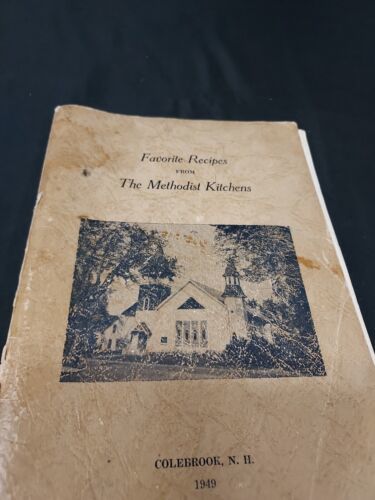 Favorite Recipes
FROM
The Methodist Kitchens
COLEBROOK, N. H.
1949